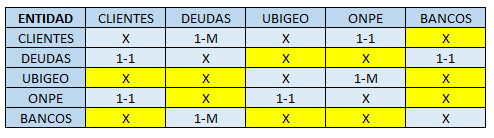 ENTIDAD CLIENTES DEUDAS UBIGEO ONPE BANCOS
CLIENTES X 1-M X 1-1 X
DEUDAS 1-1 X X X 1-1
UBIGEO X X X 1-M X
ONPE 1-1 X 1-1 X X
BANCOS X 1-M X X X